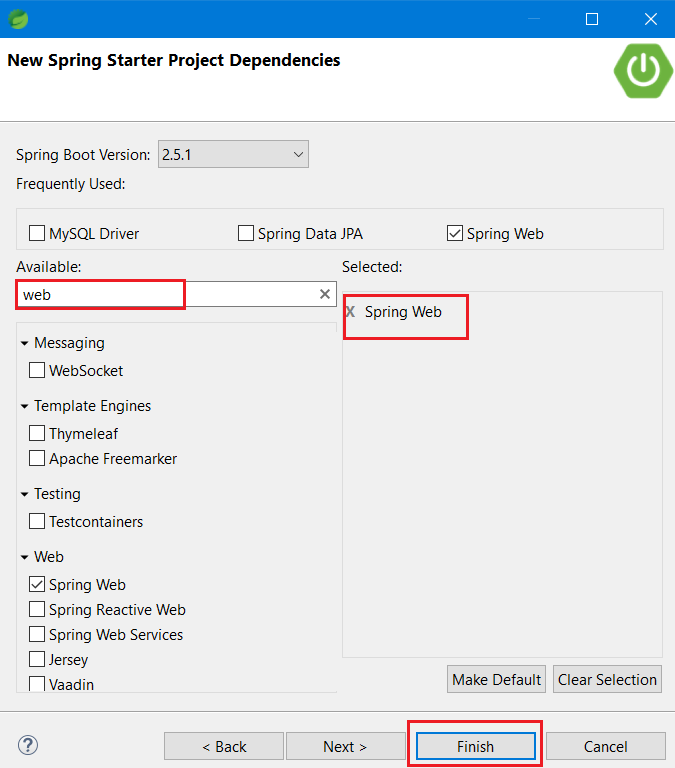 New Spring Starter Project Dependencies
Spring Boot Version: 2.5.1
Frequently Used:
MySQL Driver Spring Data JPA Spring Web
Available: Selected:
web
X Spring Web
Messaging
WebSocket
Template Engines
Thymeleaf
Apache Freemarker
Testing
Testcontainers
Web
Spring Web
Spring Reactive Web
Spring Web Services
Jersey
Vaadin
Make Default Clear Selection
? < Back Next > Finish Cancel